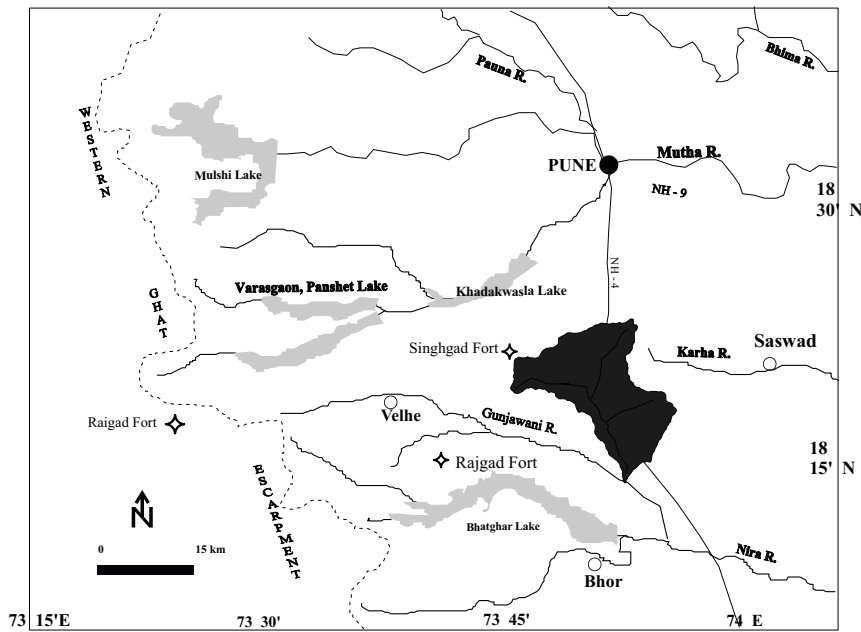 Pauna R.
Bhima R.
WESTERN
Mulshi Lake
PUNE
Mutha R.
NH - 9
18
30' N
NH - 4
Varasgaon, Panshet Lake
Khadakwasla Lake
GHAT
Singhgad Fort
Karha R.
Saswad
Raigad Fort
Velhe
Gunjawani R.
18
15' N
Rajgad Fort
ESCARPMENT
N
Bhatghar Lake
0 15 km
Nira R.
Bhor
73 15'E 73 30' 73 45' 74 E